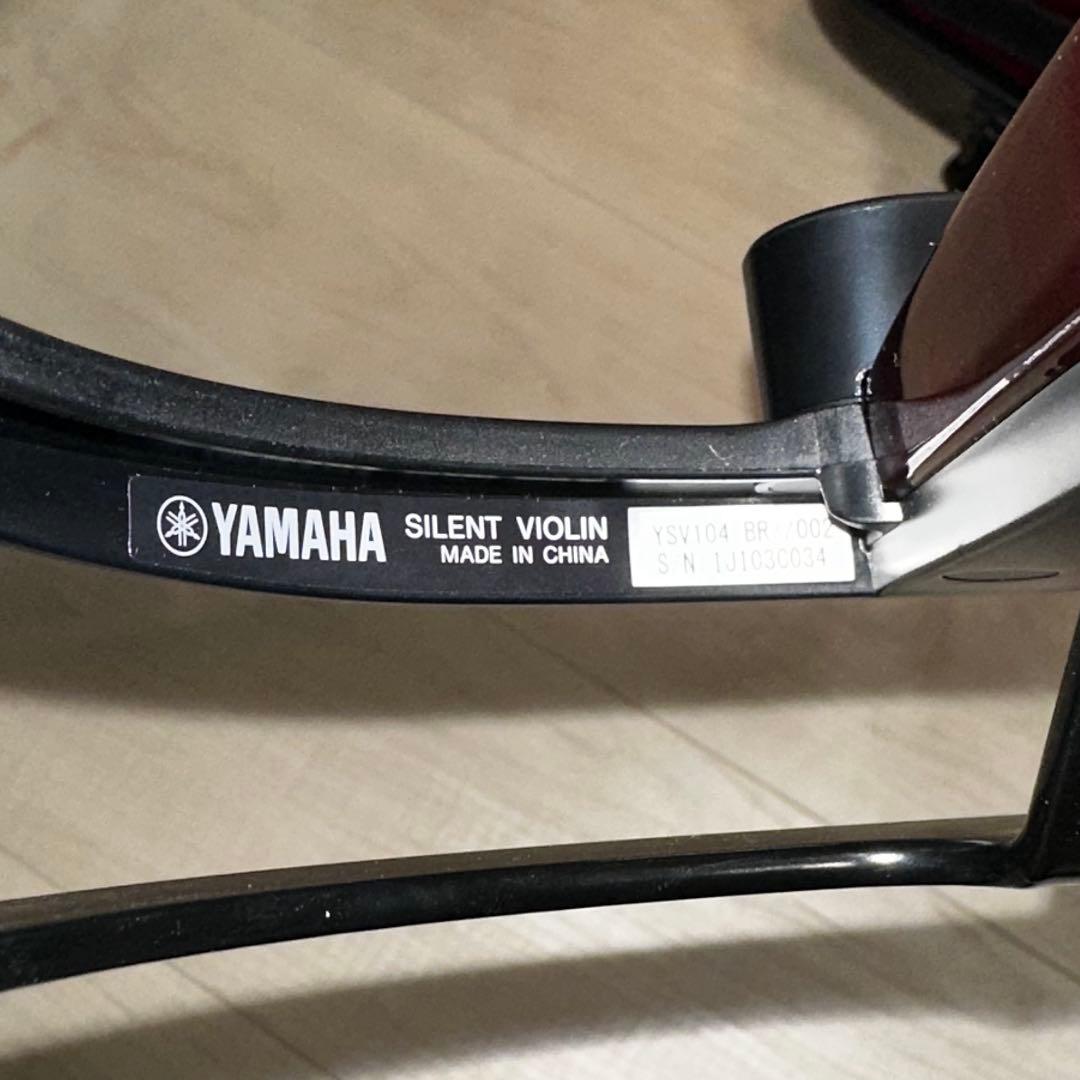 YAMAHA SILENT VIOLIN
MADE IN CHINA
YSV104 BR//002
S/N 1J103C034